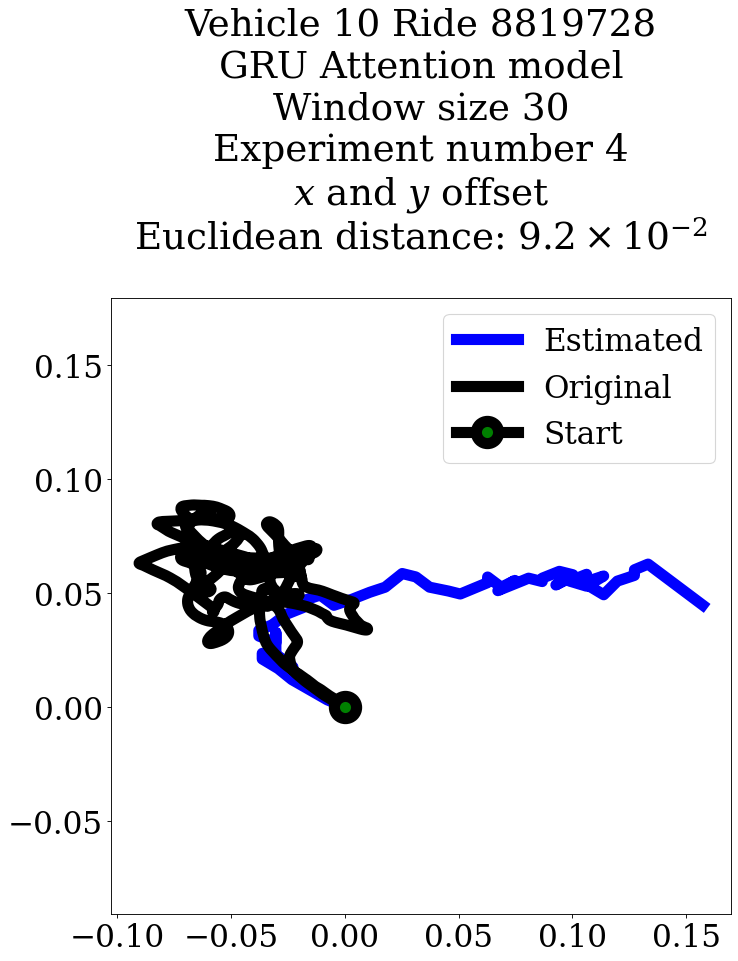 Vehicle 10 Ride 8819728
GRU Attention model
Window size 30
Experiment number 4
x and y offset
Euclidean distance: 9.2 × 10⁻²
Estimated
Original
Start
0.15
0.10
0.05
0.00
−0.05
−0.10 −0.05 0.00 0.05 0.10 0.15